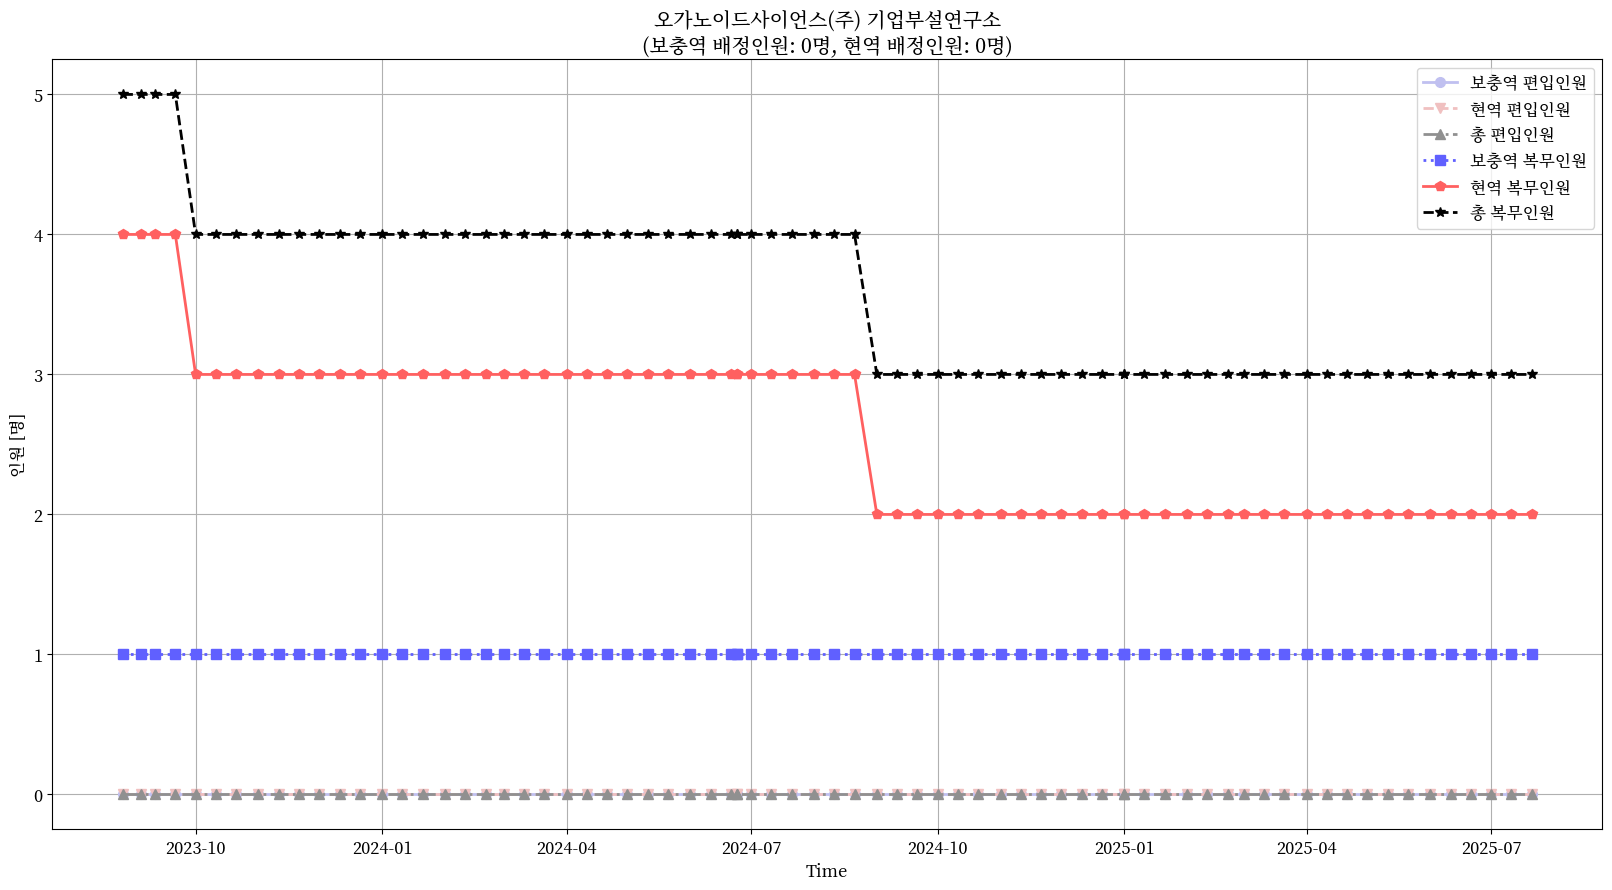 오가노이드사이언스(주) 기업부설연구소
(보충역 배정인원: 0명, 현역 배정인원: 0명)
보충역 편입인원
현역 편입인원
총 편입인원
보충역 복무인원
현역 복무인원
총 복무인원
인원 [명]
5
4
3
2
1
0
2023-10
2024-01
2024-04
2024-07
2024-10
2025-01
2025-04
2025-07
Time